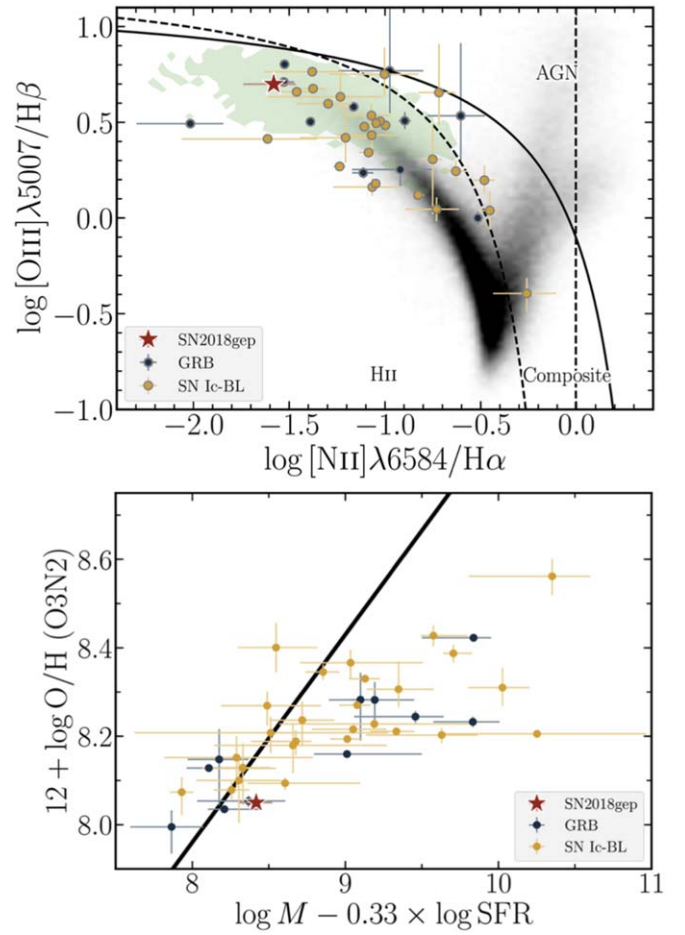 log [OIII]λ5007/Hβ
1.0
0.5
0.0
−0.5
−1.0
AGN
SN2018gep
GRB
SN Ic-BL
HII
Composite
−2.0 −1.5 −1.0 −0.5 0.0
log [NII]λ6584/Hα
12 + log O/H (O3N2)
8.6
8.4
8.2
8.0
SN2018gep
GRB
SN Ic-BL
8 9 10 11
log M − 0.33 × log SFR